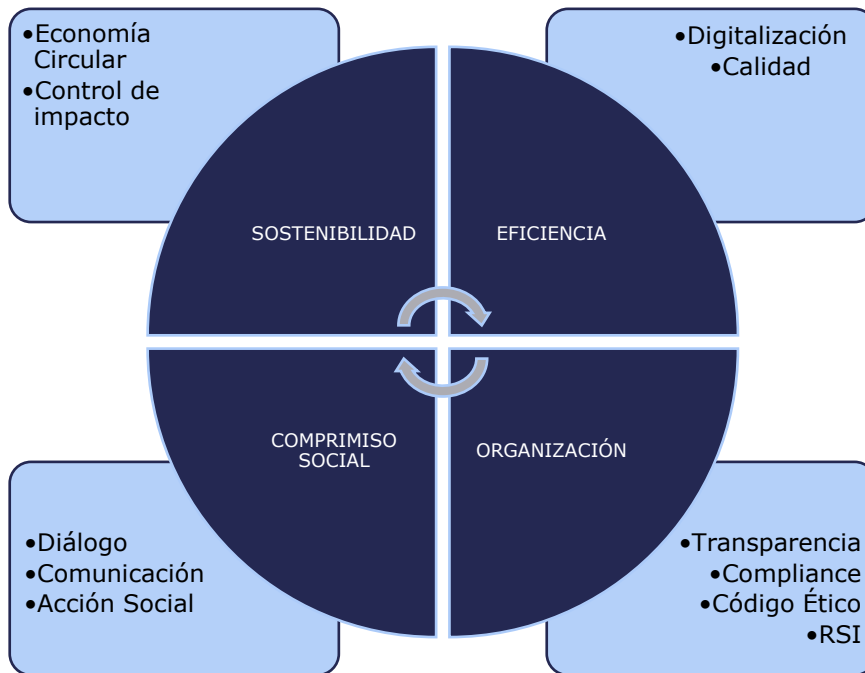 •Economía
Circular
•Control de
impacto
•Digitalización
•Calidad
SOSTENIBILIDAD
EFICIENCIA
COMPRIMISO
SOCIAL
ORGANIZACIÓN
•Diálogo
•Comunicación
•Acción Social
•Transparencia
•Compliance
•Código Ético
•RSI